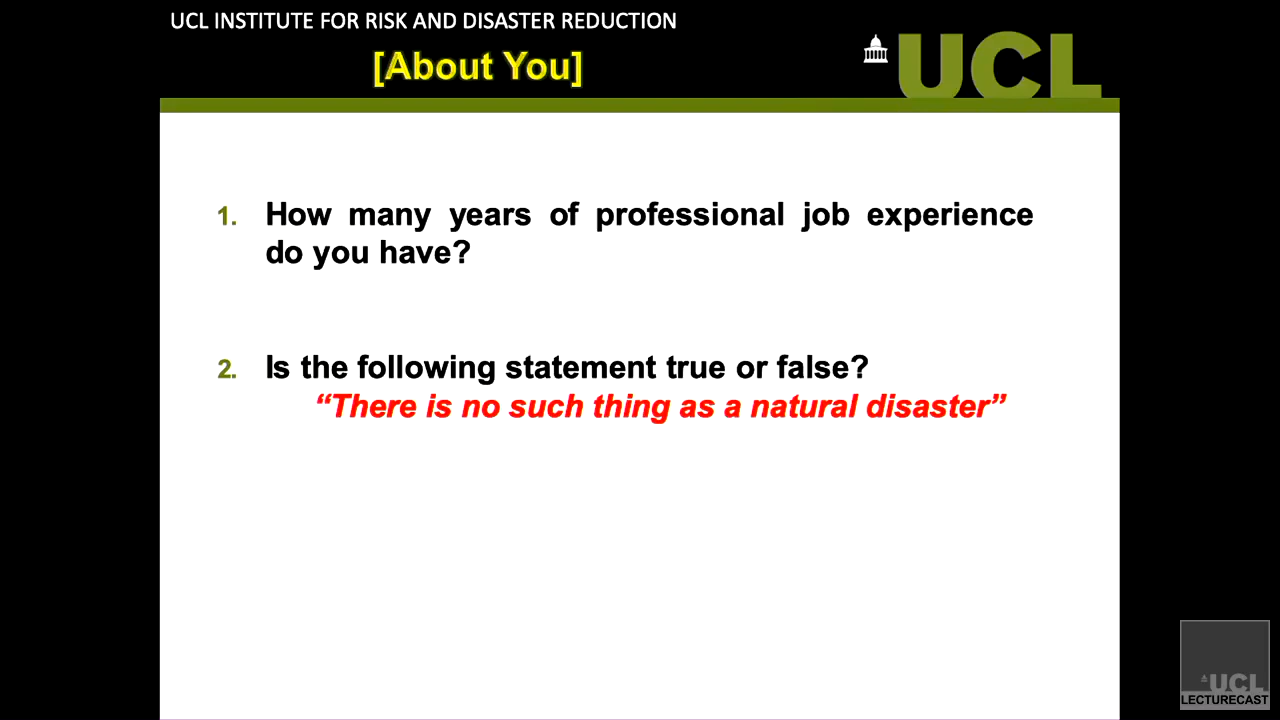 UCL INSTITUTE FOR RISK AND DISASTER REDUCTION
[About You]
UCL
1. How many years of professional job experience
do you have?
2. Is the following statement true or false?
“There is no such thing as a natural disaster”
UCL
LECTURECAST